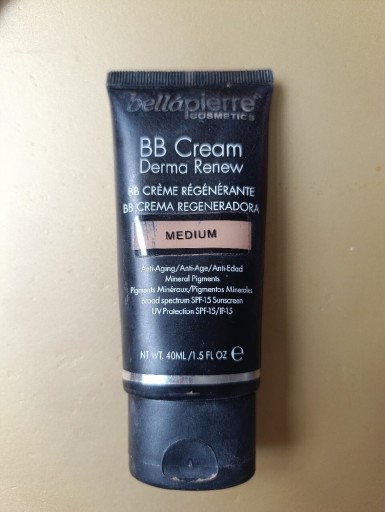 bellápierre
COSMETICS
BB Cream
Derma Renew
BB CRÈME RÉGÉNÉRANTE
BB CREMA REGENERADORA
MEDIUM
Anti-Aging/Anti-Age/Anti-Edad
Mineral Pigments
Pigments Minéraux/Pigmentos Minerales
Broad spectrum SPF-15 Sunscreen
UV Protection SPF-15/IP-15
NT WT. 40ML/1.5 FL OZ ℮